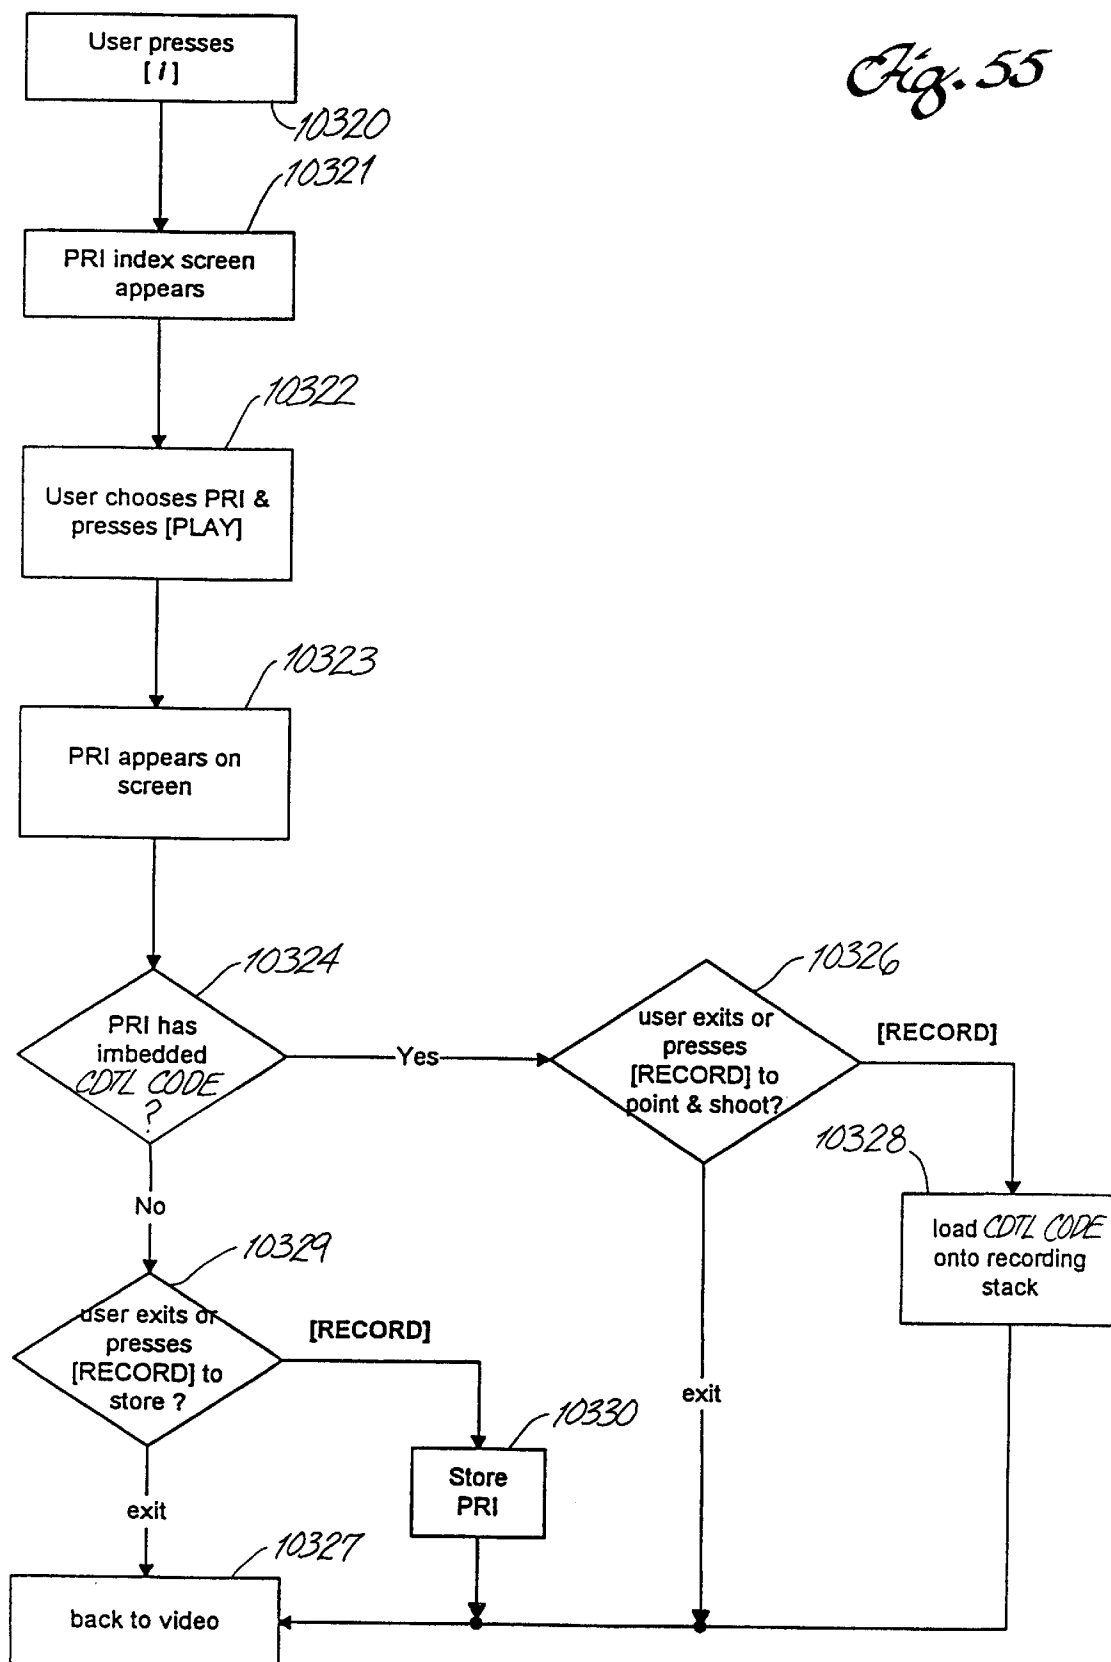 User presses
[i]
Fig. 55
10320
10321
PRI index screen
appears
10322
User chooses PRI &
presses [PLAY]
10323
PRI appears on
screen
10324
PRI has
imbedded
CDTL CODE
?
Yes
10326
user exits or
presses
[RECORD] to
point & shoot?
[RECORD]
10328
load CDTL CODE
onto recording
stack
No
10329
user exits or
presses
[RECORD] to
store ?
[RECORD]
exit
10330
Store
PRI
exit
10327
back to video